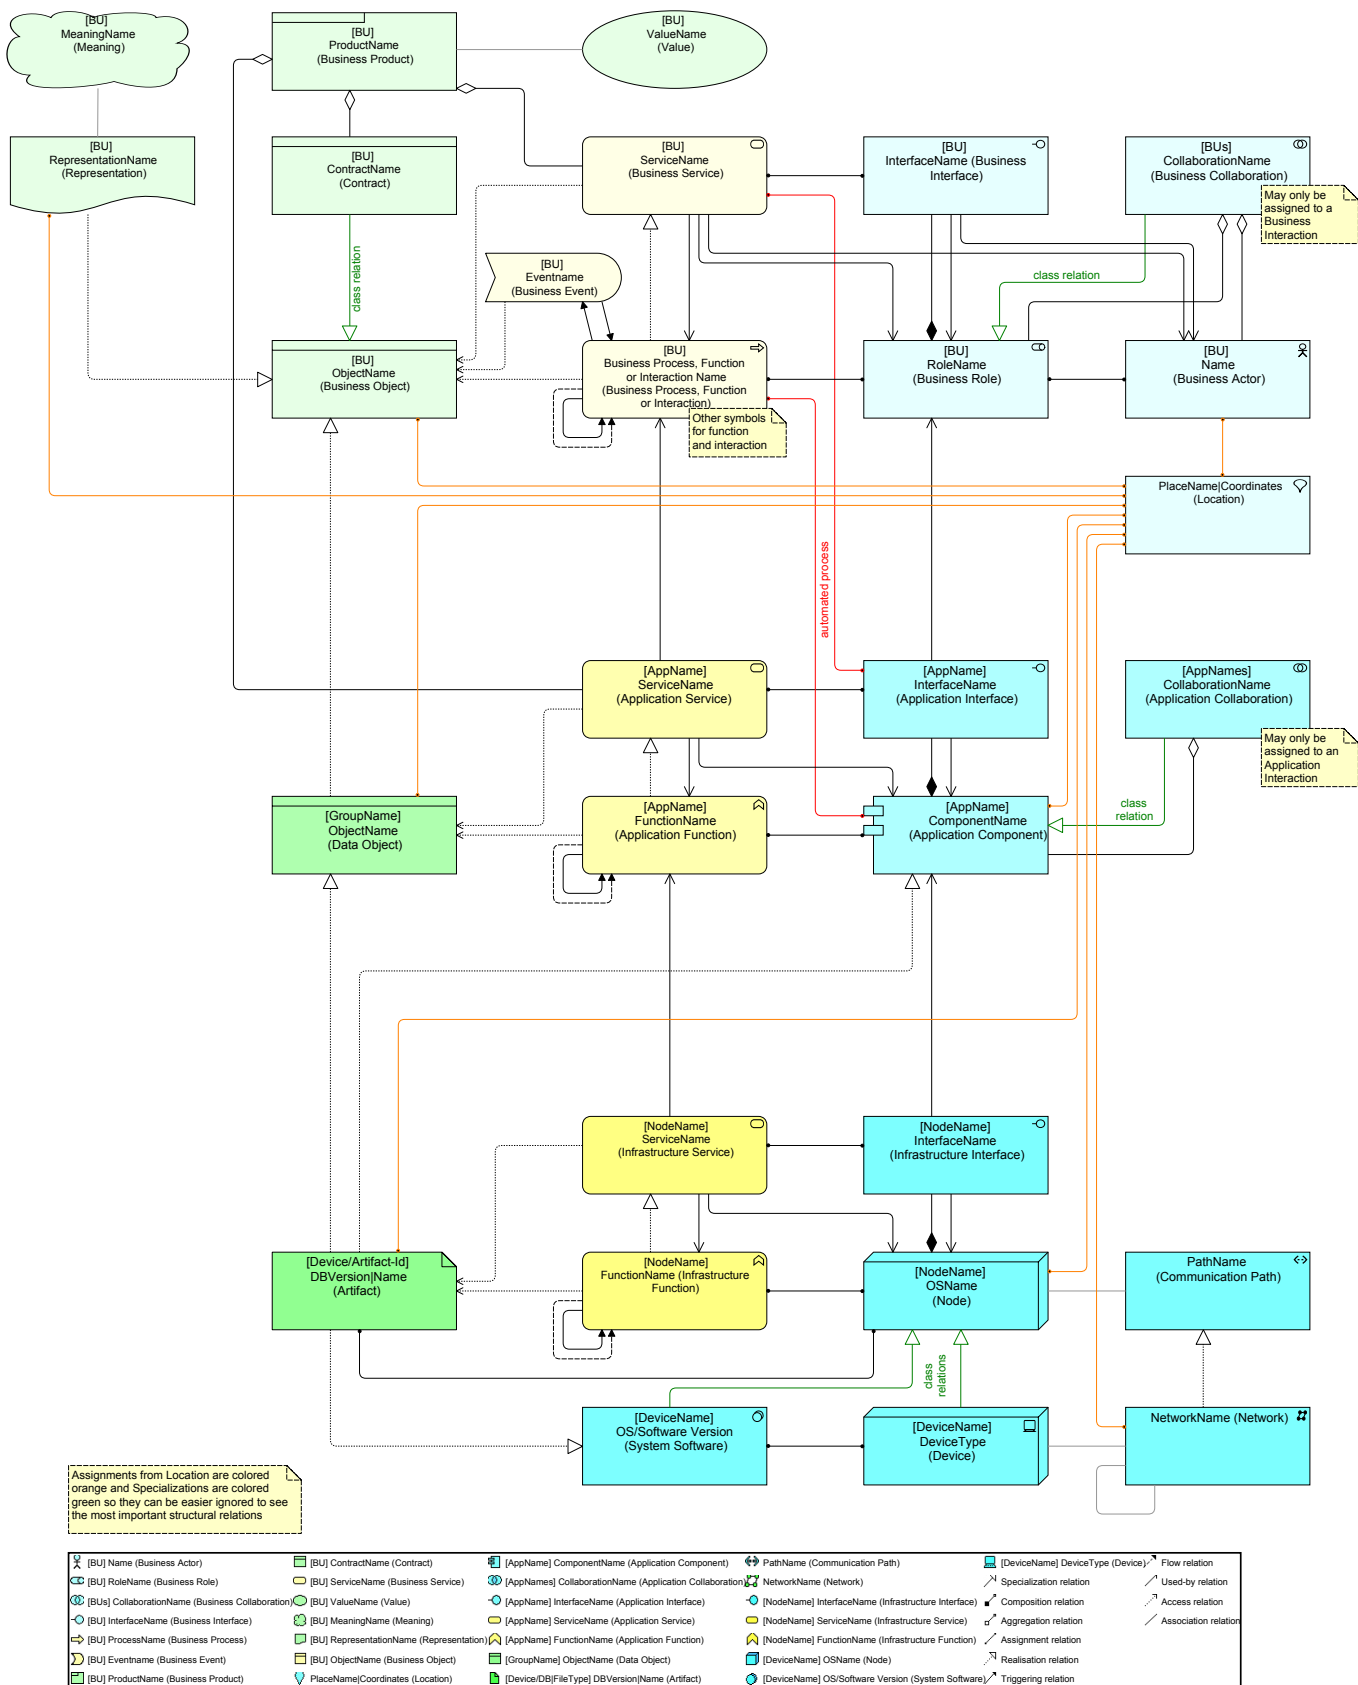 [BU]
MeaningName
(Meaning)
[BU]
ProductName
(Business Product)
[BU]
ValueName
(Value)
[BU]
RepresentationName
(Representation)
[BU]
ContractName
(Contract)
[BU]
ServiceName
(Business Service)
[BU]
InterfaceName (Business
Interface)
[BUs]
CollaborationName
(Business Collaboration)
May only be
assigned to a
Business
Interaction
class relation
[BU]
Eventname
(Business Event)
class relation
[BU]
ObjectName
(Business Object)
[BU]
Business Process, Function
or Interaction Name
(Business Process, Function
or Interaction)
Other symbols
for function
and interaction
[BU]
RoleName
(Business Role)
[BU]
Name
(Business Actor)
PlaceName|Coordinates
(Location)
automated process
[AppName]
ServiceName
(Application Service)
[AppName]
InterfaceName
(Application Interface)
[AppNames]
CollaborationName
(Application Collaboration)
May only be
assigned to an
Application
Interaction
[GroupName]
ObjectName
(Data Object)
[AppName]
FunctionName
(Application Function)
[AppName]
ComponentName
(Application Component)
class
relation
[NodeName]
ServiceName
(Infrastructure Service)
[NodeName]
InterfaceName
(Infrastructure Interface)
[Device/Artifact-Id]
DBVersion|Name
(Artifact)
[NodeName]
FunctionName (Infrastructure
Function)
[NodeName]
OSName
(Node)
PathName
(Communication Path)
class
relations
[DeviceName]
OS/Software Version
(System Software)
[DeviceName]
DeviceType
(Device)
NetworkName (Network)
Assignments from Location are colored
orange and Specializations are colored
green so they can be easier ignored to see
the most important structural relations
[BU] Name (Business Actor)
[BU] RoleName (Business Role)
[BUs] CollaborationName (Business Collaboration)
[BU] InterfaceName (Business Interface)
[BU] ProcessName (Business Process)
[BU] Eventname (Business Event)
[BU] ProductName (Business Product)
[BU] ContractName (Contract)
[BU] ServiceName (Business Service)
[BU] ValueName (Value)
[BU] MeaningName (Meaning)
[BU] RepresentationName (Representation)
[BU] ObjectName (Business Object)
PlaceName|Coordinates (Location)
[AppName] ComponentName (Application Component)
[AppNames] CollaborationName (Application Collaboration)
[AppName] InterfaceName (Application Interface)
[AppName] ServiceName (Application Service)
[AppName] FunctionName (Application Function)
[GroupName] ObjectName (Data Object)
[Device/DB|FileType] DBVersion|Name (Artifact)
PathName (Communication Path)
NetworkName (Network)
[NodeName] InterfaceName (Infrastructure Interface)
[NodeName] ServiceName (Infrastructure Service)
[NodeName] FunctionName (Infrastructure Function)
[DeviceName] OSName (Node)
[DeviceName] OS/Software Version (System Software)
[DeviceName] DeviceType (Device)
Specialization relation
Composition relation
Aggregation relation
Assignment relation
Realisation relation
Triggering relation
Flow relation
Used-by relation
Access relation
Association relation